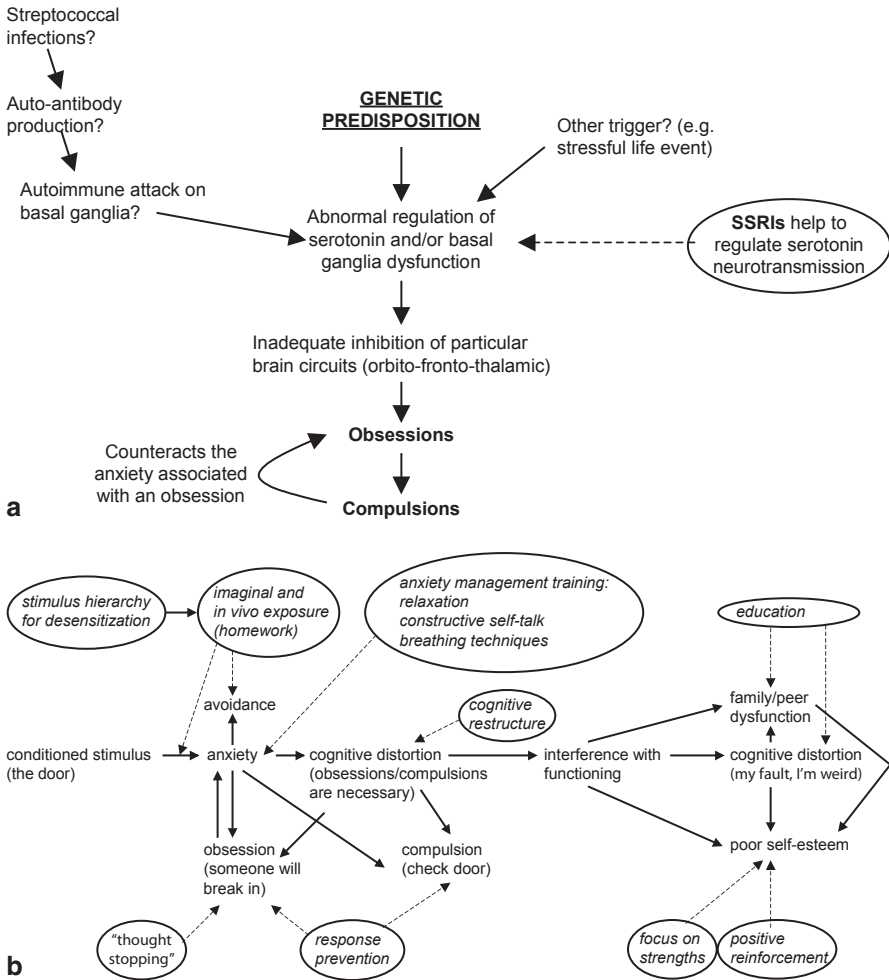 Streptococcal
infections?
Auto-antibody
production?
Autoimmune attack on
basal ganglia?
GENETIC
PREDISPOSITION
Other trigger? (e.g.
stressful life event)
Abnormal regulation of
serotonin and/or basal
ganglia dysfunction
SSRIs help to
regulate serotonin
neurotransmission
Inadequate inhibition of particular
brain circuits (orbito-fronto-thalamic)
Obsessions
Counteracts the
anxiety associated
with an obsession
Compulsions
a
stimulus hierarchy
for desensitization
imaginal and
in vivo exposure
(homework)
anxiety management training:
relaxation
constructive self-talk
breathing techniques
education
avoidance
cognitive
restructure
family/peer
dysfunction
conditioned stimulus
(the door)
anxiety
cognitive distortion
(obsessions/compulsions
are necessary)
interference with
functioning
cognitive distortion
(my fault, I'm weird)
obsession
(someone will
break in)
compulsion
(check door)
poor self-esteem
"thought
stopping"
response
prevention
focus on
strengths
positive
reinforcement
b